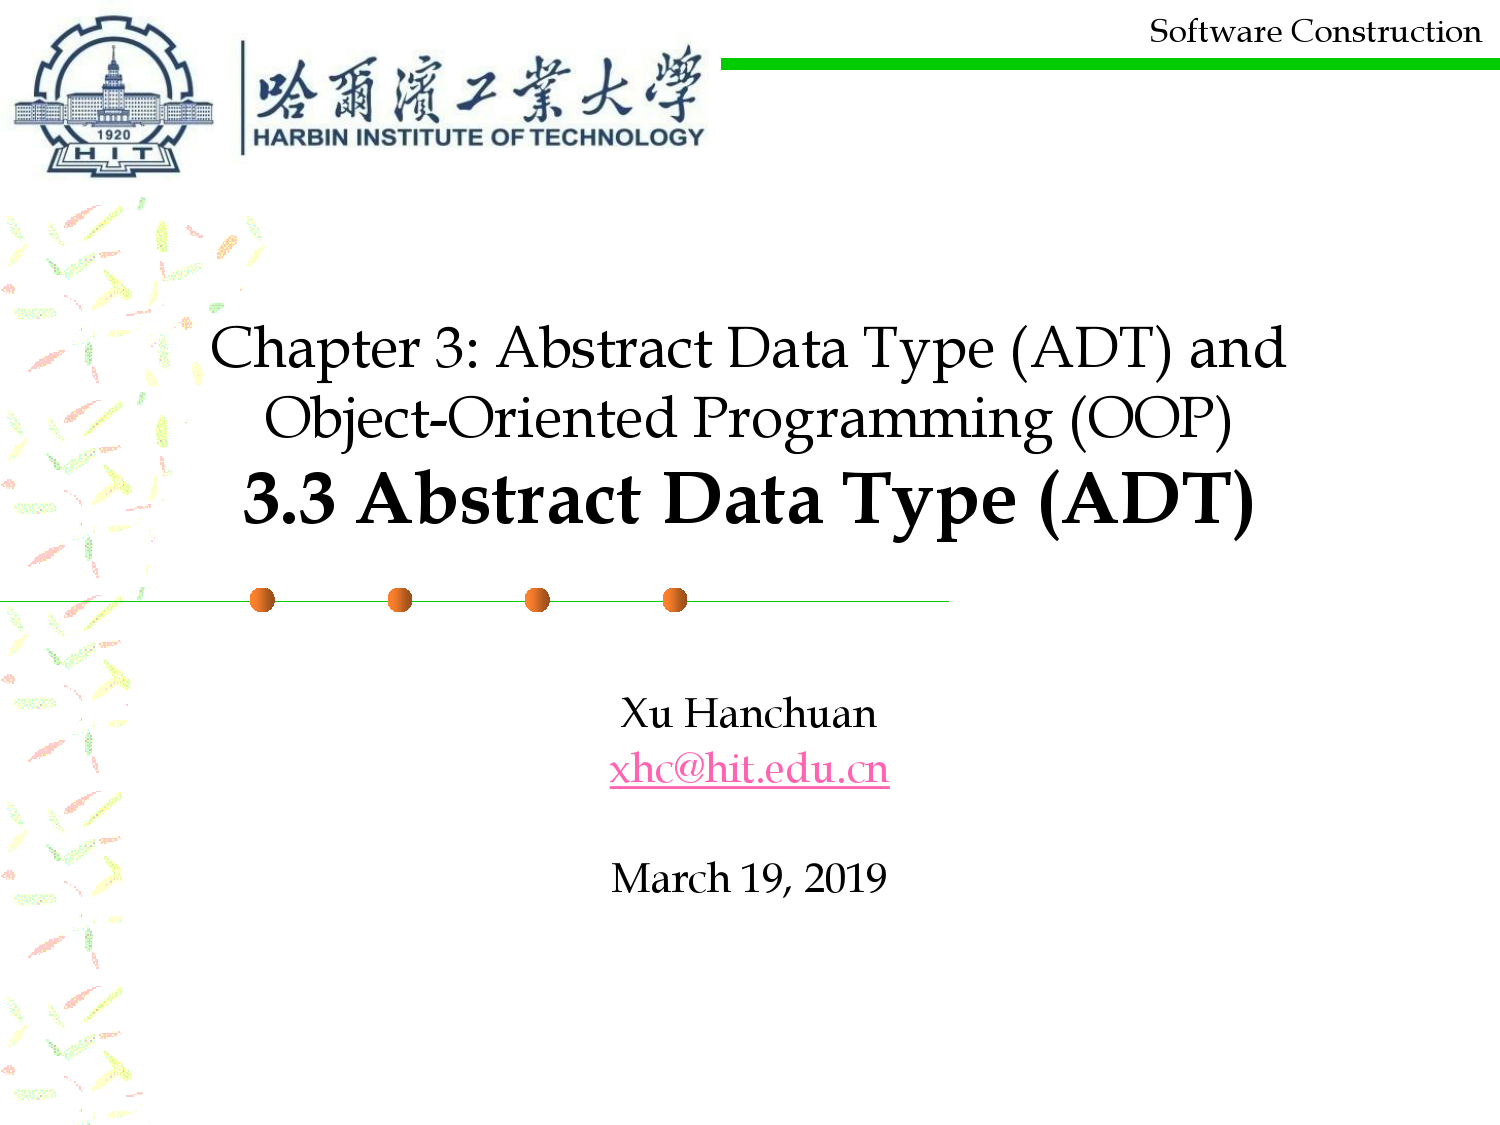 Software Construction
哈爾濱工業大學
HARBIN INSTITUTE OF TECHNOLOGY
1920
HIT
Chapter 3: Abstract Data Type (ADT) and
Object-Oriented Programming (OOP)
3.3 Abstract Data Type (ADT)
Xu Hanchuan
xhc@hit.edu.cn
March 19, 2019